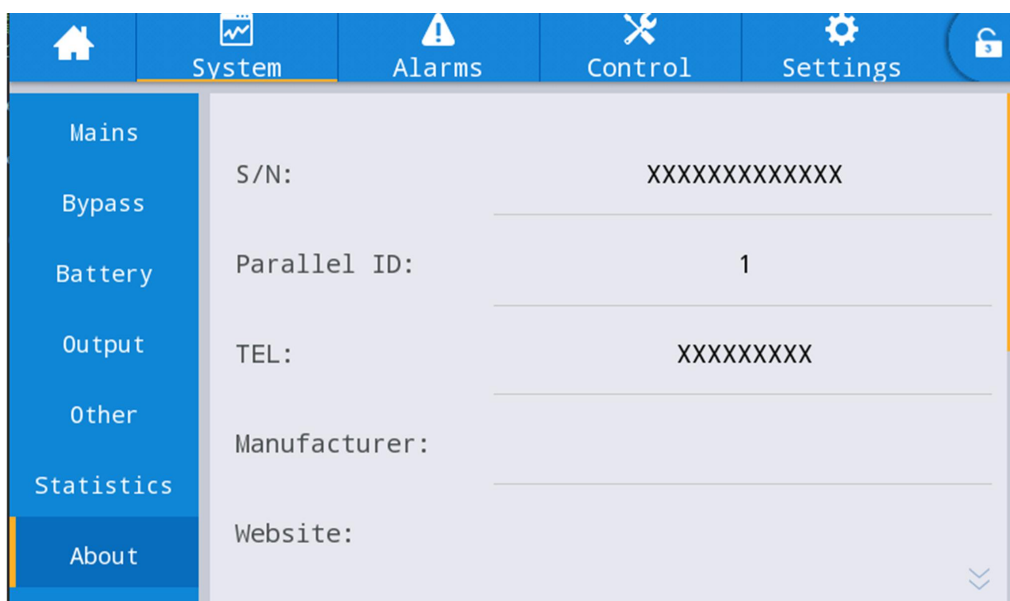 System Alarms Control Settings 3
Mains
Bypass
Battery
Output
Other
Statistics
About
S/N: XXXXXXXXXXXXX
Parallel ID: 1
TEL: XXXXXXXXX
Manufacturer:
Website: